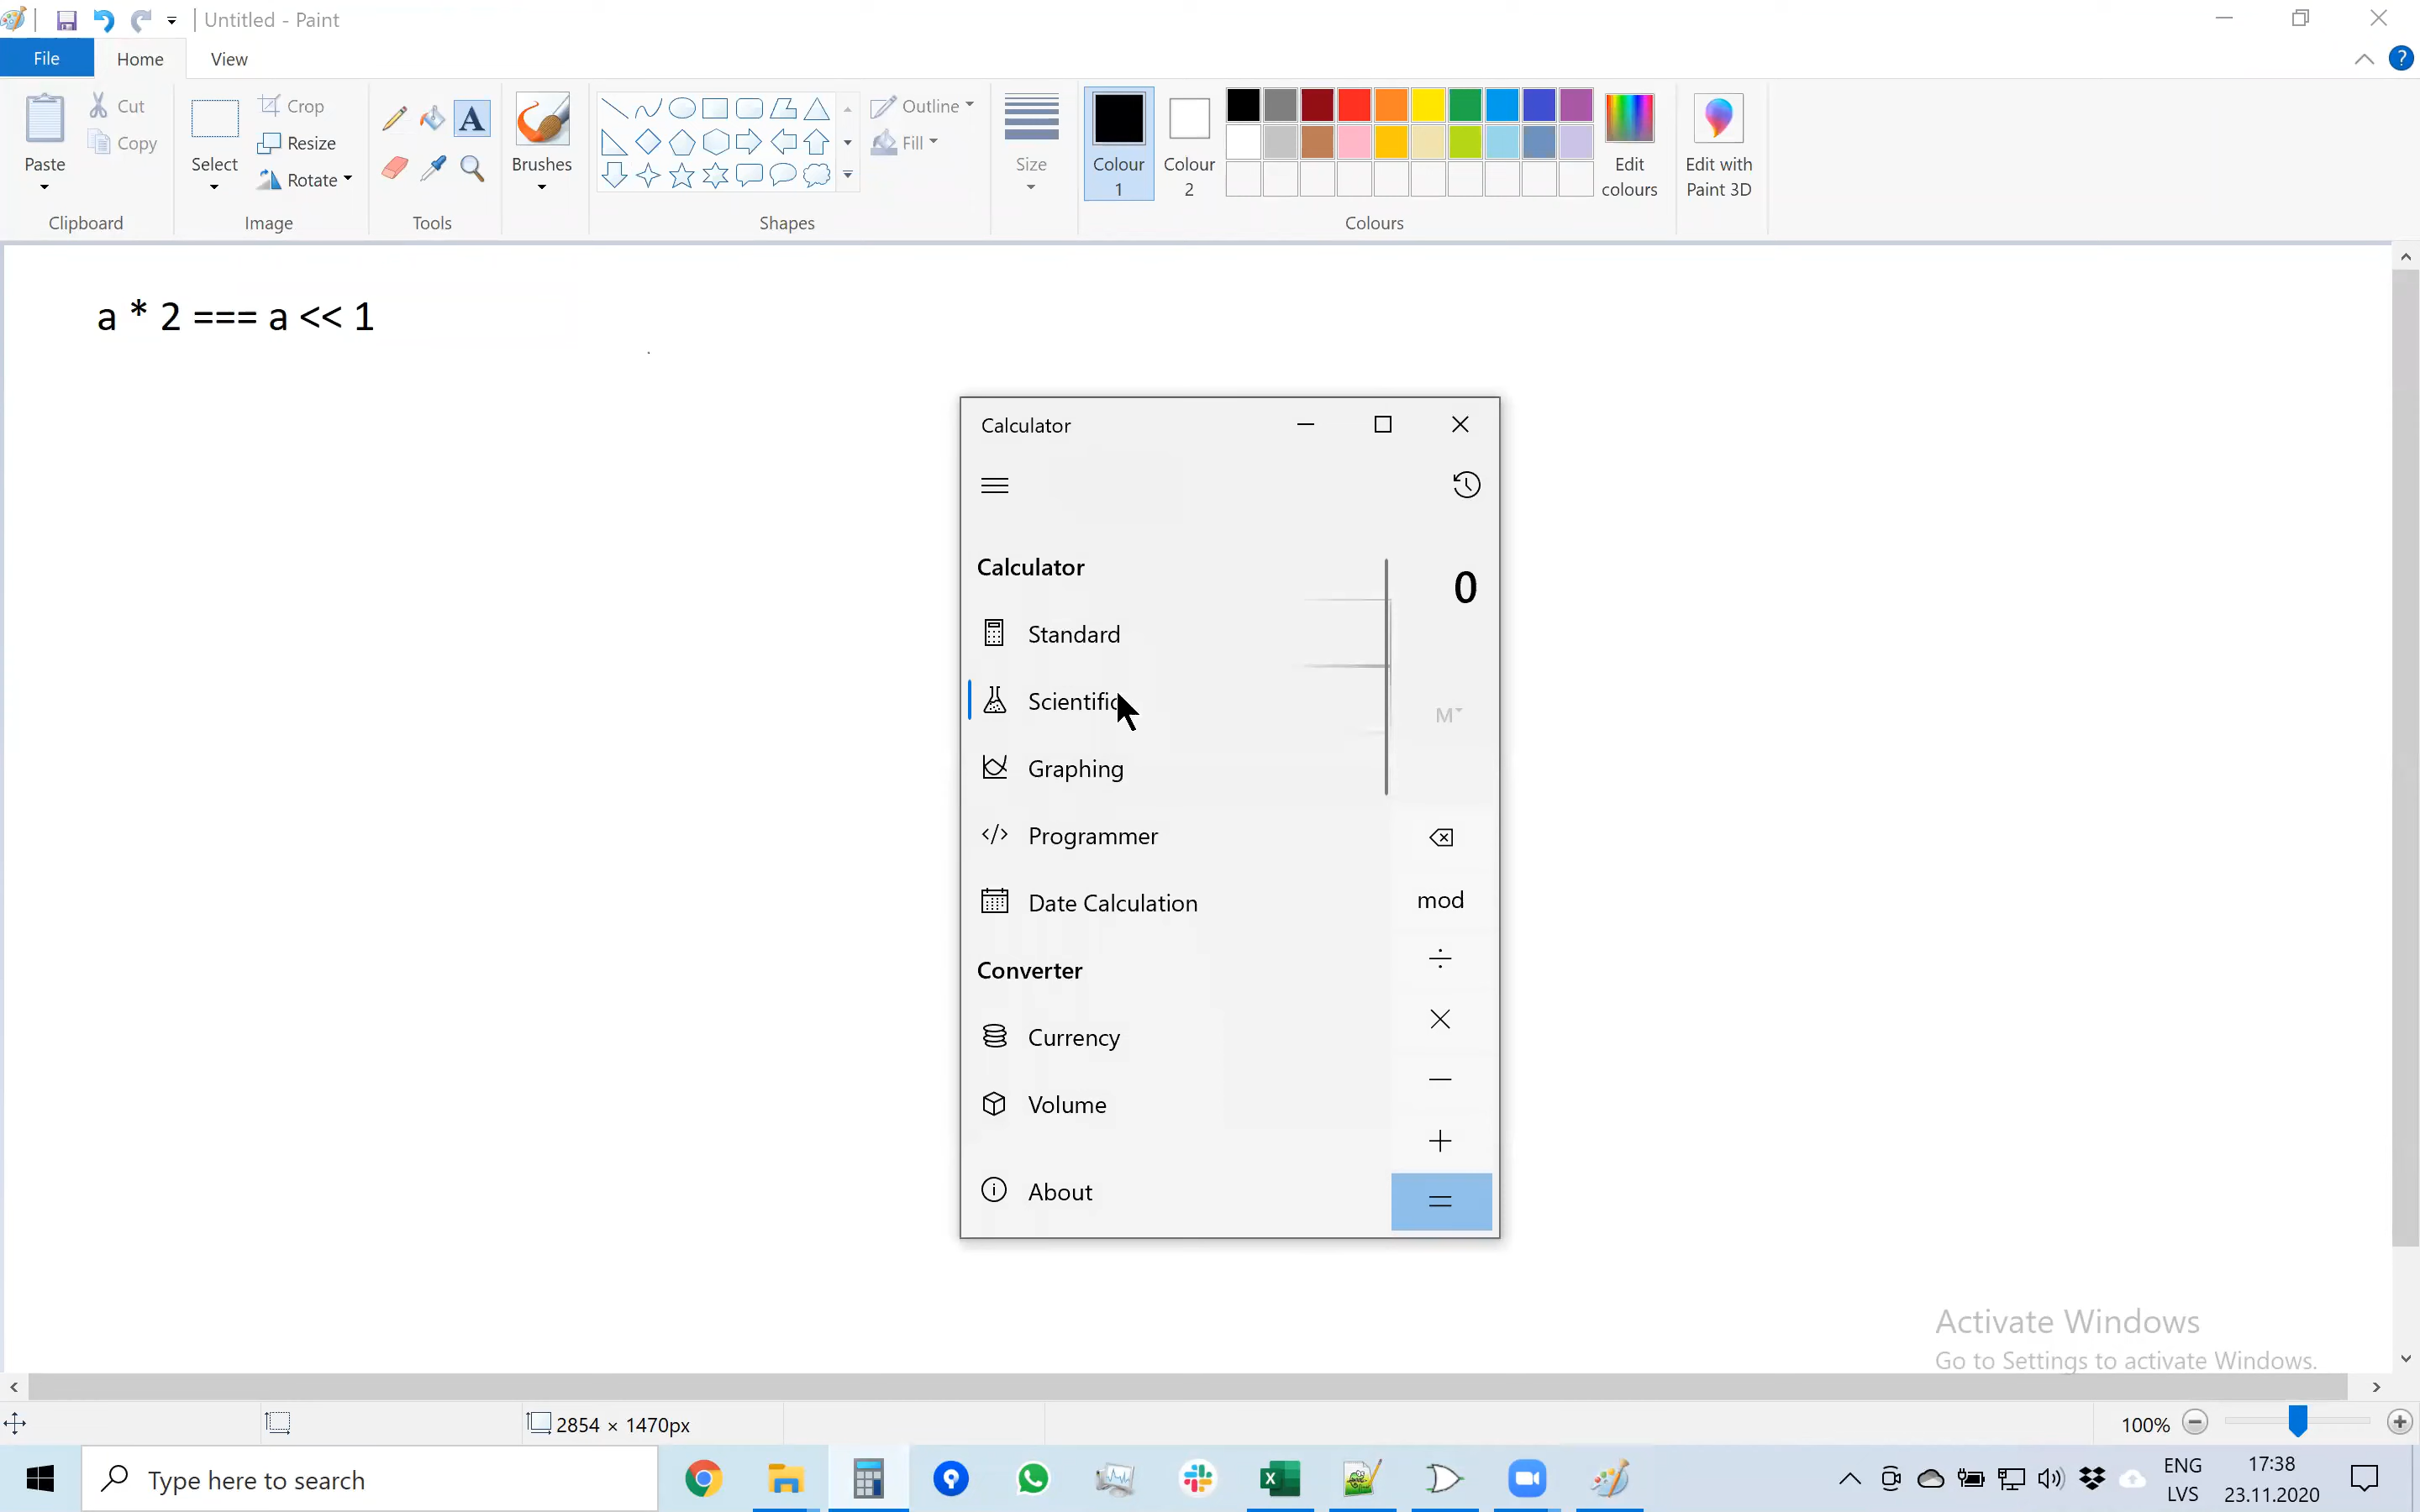 Untitled - Paint
File
Home
View
Paste
Cut
Copy
Clipboard
Select
Crop
Resize
Rotate
Image
A
Tools
Brushes
Outline
Fill
Shapes
Size
Colour
1
Colour
2
Edit
colours
Colours
Edit with
Paint 3D
?
a * 2 === a << 1
Calculator
Calculator
0
Standard
Scientific
M
Graphing
Programmer
mod
Date Calculation
÷
Converter
×
Currency
−
Volume
+
About
=
Activate Windows
Go to Settings to activate Windows.
2854 × 1470px
100%
Type here to search
ENG
LVS
17:38
23.11.2020